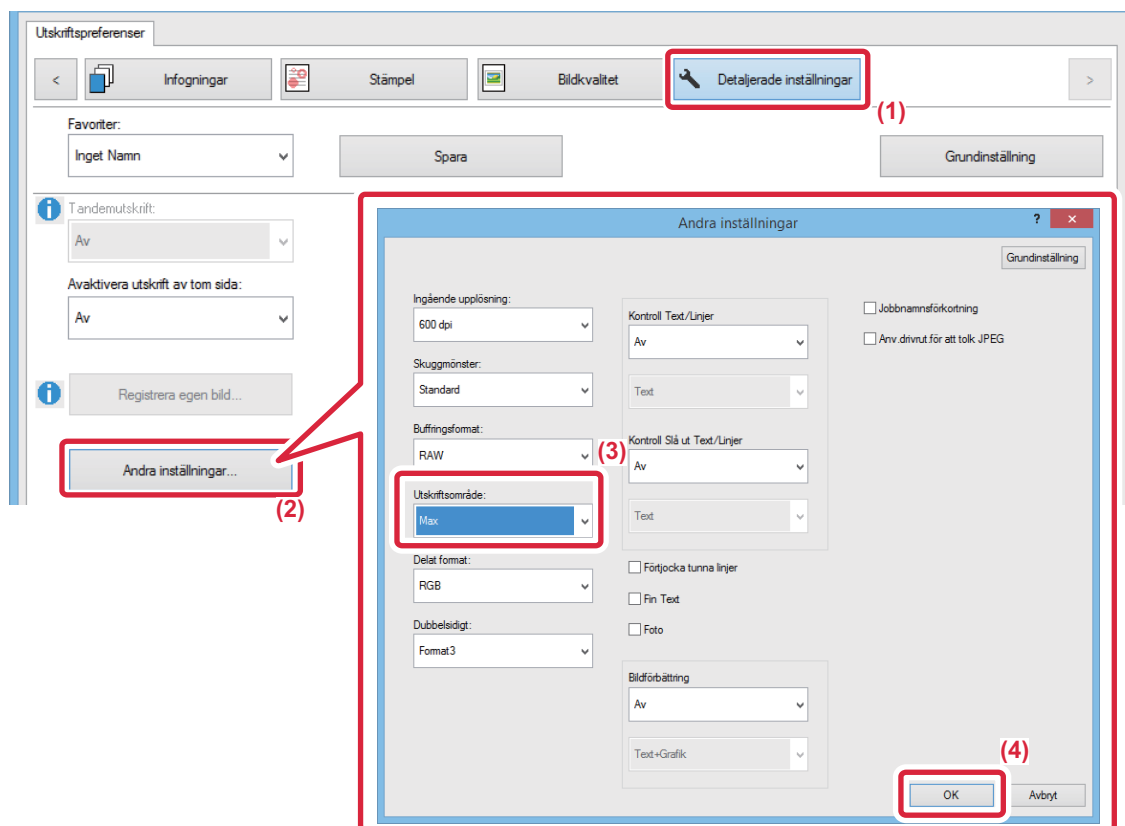 Utskriftspreferenser
<
Infogningar
Stämpel
Bildkvalitet
Detaljerade inställningar
>
(1)
Favoriter:
Inget Namn
Spara
Grundinställning
Tandemutskrift:
Av
Avaktivera utskrift av tom sida:
Av
Registrera egen bild...
Andra inställningar...
(2)
Andra inställningar
?
×
Grundinställning
Ingående upplösning:
600 dpi
Skuggmönster:
Standard
Buffringsformat:
RAW
(3)
Utskriftsområde:
Max
Delat format:
RGB
Dubbelsidigt:
Format3
Kontroll Text/Linjer
Av
Text
Kontroll Slå ut Text/Linjer
Av
Text
Förtjocka tunna linjer
Fin Text
Foto
Bildförbättring
Av
Text+Grafik
Jobbnamnsförkortning
Anv.drivrut.för att tolk JPEG
(4)
OK
Avbryt